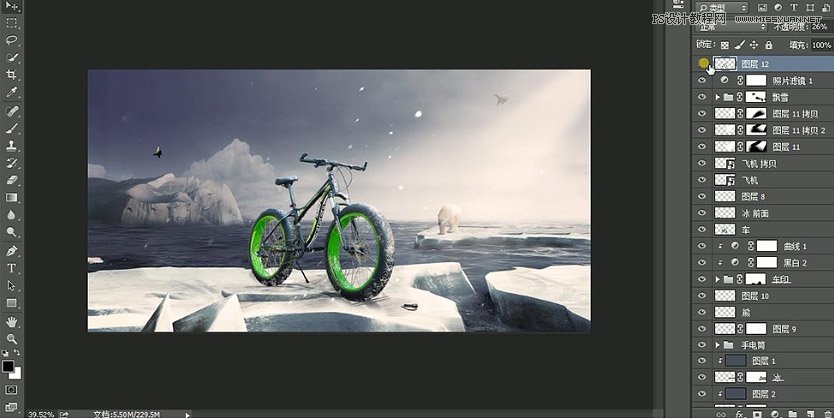 类型
PS设计教程网 WWW.MISSYUAN.NET
正常
不透明度: 26%
锁定:
填充: 100%
图层 12
照片滤镜 1
飘雪
图层 11 拷贝
图层 11 拷贝 2
图层 11
飞机 拷贝
飞机
图层 8
冰 前面
车
曲线 1
黑白 2
车印
图层 10
熊
图层 9
手电筒
图层 1
冰
图层 2
39.52%
文档:5.50M/229.5M